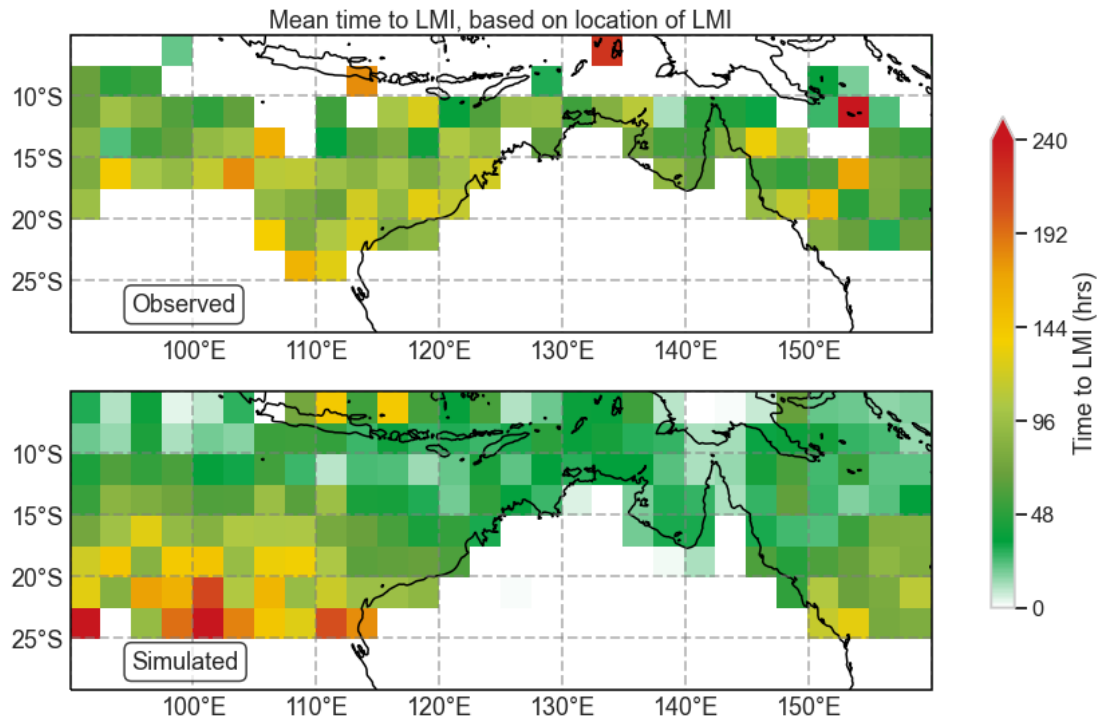 Mean time to LMI, based on location of LMI
10°S
15°S
20°S
25°S
Observed
100°E 110°E 120°E 130°E 140°E 150°E
10°S
15°S
20°S
25°S
Simulated
100°E 110°E 120°E 130°E 140°E 150°E
240
192
144
96
48
0
Time to LMI (hrs)